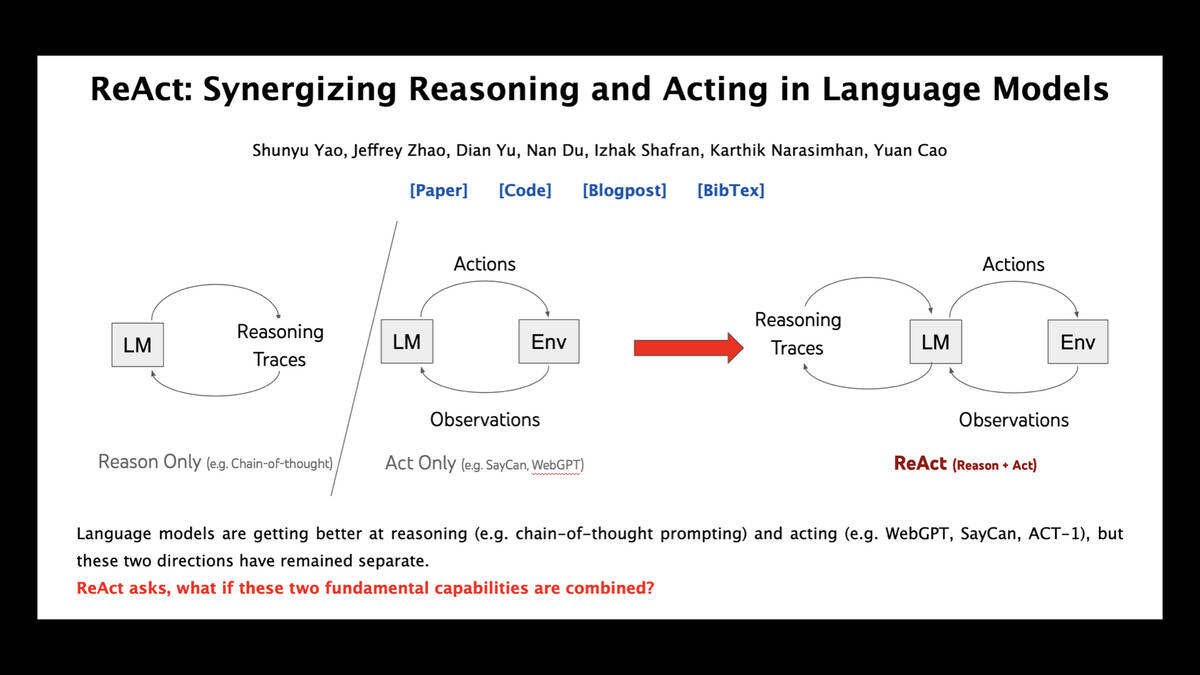 ReAct: Synergizing Reasoning and Acting in Language Models
Shunyu Yao, Jeffrey Zhao, Dian Yu, Nan Du, Izhak Shafran, Karthik Narasimhan, Yuan Cao
[Paper] [Code] [Blogpost] [BibTex]
LM
Reasoning
Traces
Reason Only (e.g. Chain-of-thought)
Actions
LM
Env
Observations
Act Only (e.g. SayCan, WebGPT)
Reasoning
Traces
Actions
LM
Env
Observations
ReAct (Reason + Act)
Language models are getting better at reasoning (e.g. chain-of-thought prompting) and acting (e.g. WebGPT, SayCan, ACT-1), but
these two directions have remained separate.
ReAct asks, what if these two fundamental capabilities are combined?